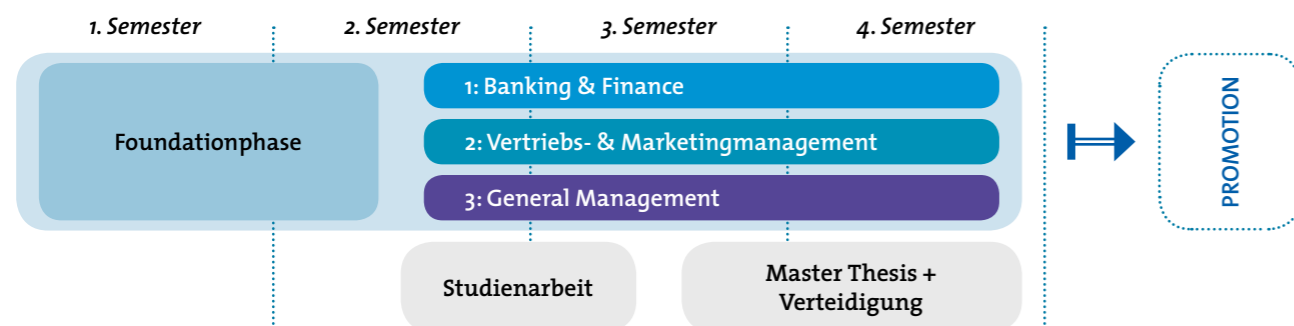 1. Semester
2. Semester
3. Semester
4. Semester
Foundationphase
1: Banking & Finance
2: Vertriebs- & Marketingmanagement
3: General Management
Studienarbeit
Master Thesis +
Verteidigung
PROMOTION